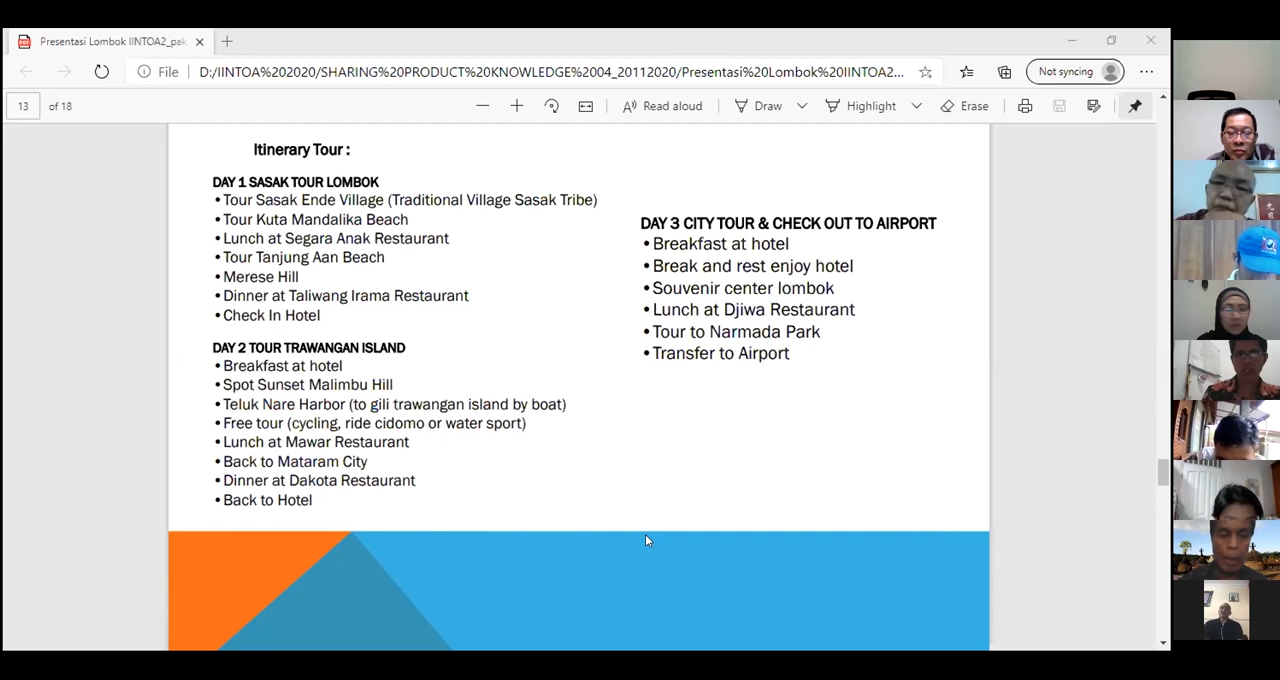 Presentasi Lombok IINTOA2_pak
File
D:/IINTOA%202020/SHARING%20PRODUCT%20KNOWLEDGE%2004_20112020/Presentasi%20Lombok%20IINTOA2...
Not syncing
13 of 18
Read aloud
Draw
Highlight
Erase
Itinerary Tour :
DAY 1 SASAK TOUR LOMBOK
•Tour Sasak Ende Village (Traditional Village Sasak Tribe)
•Tour Kuta Mandalika Beach
•Lunch at Segara Anak Restaurant
•Tour Tanjung Aan Beach
•Merese Hill
•Dinner at Taliwang Irama Restaurant
•Check In Hotel
DAY 2 TOUR TRAWANGAN ISLAND
•Breakfast at hotel
•Spot Sunset Malimbu Hill
•Teluk Nare Harbor (to gili trawangan island by boat)
•Free tour (cycling, ride cidomo or water sport)
•Lunch at Mawar Restaurant
•Back to Mataram City
•Dinner at Dakota Restaurant
•Back to Hotel
DAY 3 CITY TOUR & CHECK OUT TO AIRPORT
•Breakfast at hotel
•Break and rest enjoy hotel
•Souvenir center lombok
•Lunch at Djiwa Restaurant
•Tour to Narmada Park
•Transfer to Airport